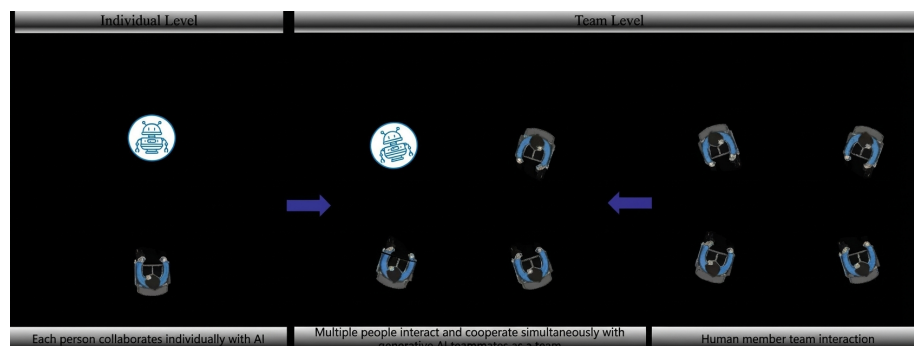 Individual Level
Team Level
Each person collaborates individually with AI
Multiple people interact and cooperate simultaneously with
generative AI teammates as a team
Human member team interaction